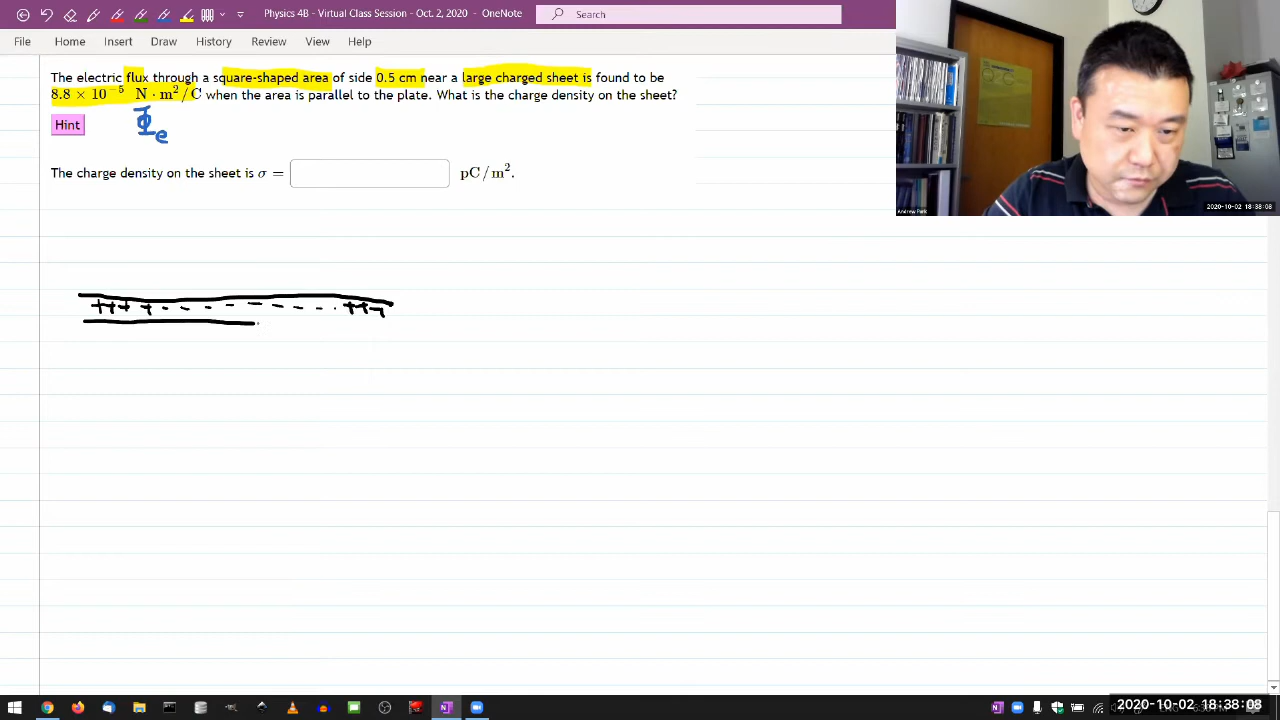 Physics 4B - Virtual Class Session - Oct. 2, 2020 - OneNote
Search
File Home Insert Draw History Review View Help
The electric flux through a square-shaped area of side 0.5 cm near a large charged sheet is found to be
8.8 × 10⁻⁵ N · m²/C when the area is parallel to the plate. What is the charge density on the sheet?
Hint
Φe
The charge density on the sheet is σ = pC/m².
++++ - - - - - - - - +++
Andrew Park
2020-10-02 18:38:08
2020-10-02 18:38:08